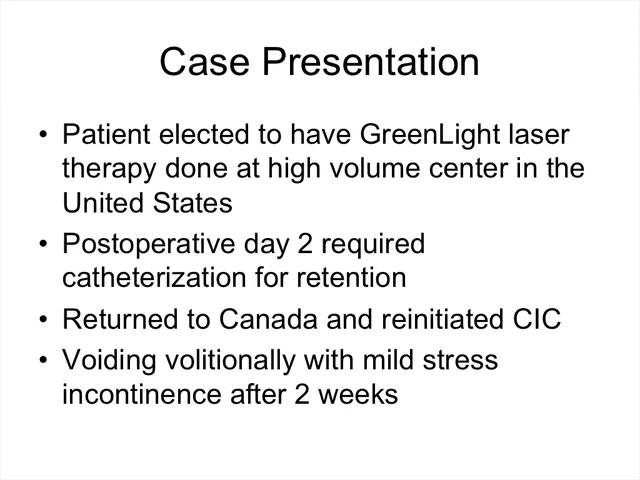 Case Presentation
• Patient elected to have GreenLight laser
therapy done at high volume center in the
United States
• Postoperative day 2 required
catheterization for retention
• Returned to Canada and reinitiated CIC
• Voiding volitionally with mild stress
incontinence after 2 weeks